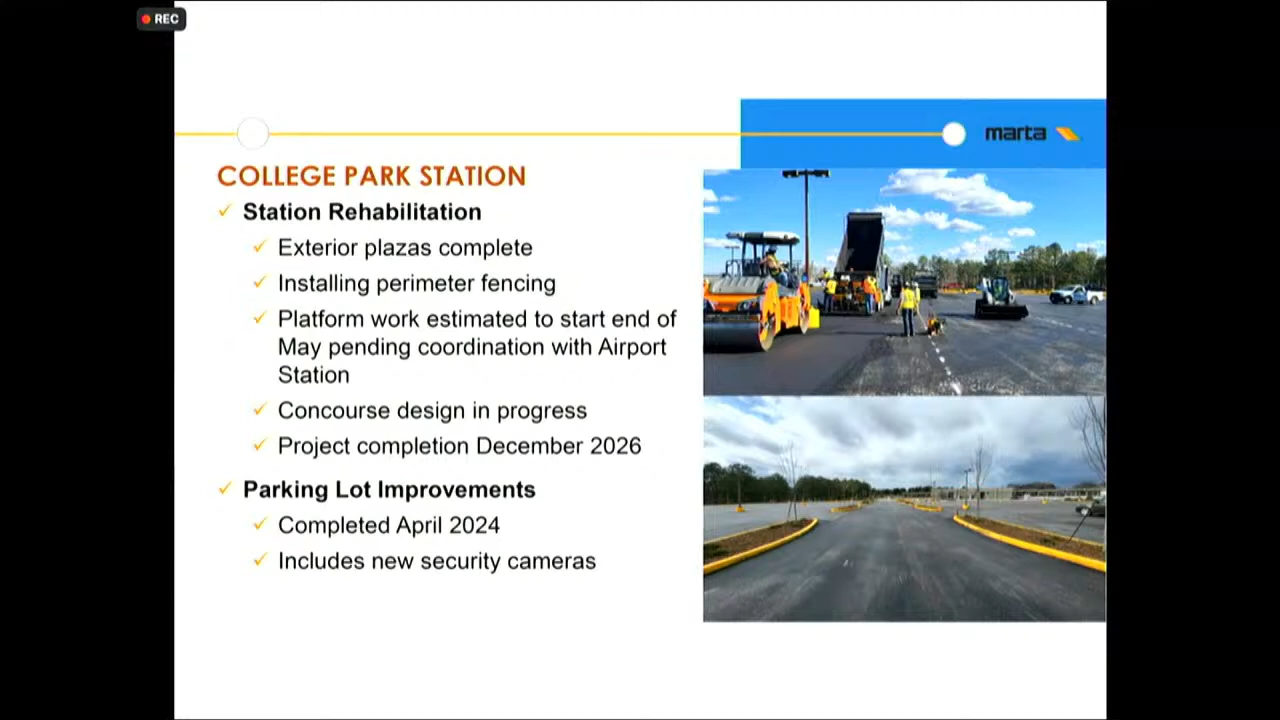 REC
marta
COLLEGE PARK STATION
Station Rehabilitation
Exterior plazas complete
Installing perimeter fencing
Platform work estimated to start end of
May pending coordination with Airport
Station
Concourse design in progress
Project completion December 2026
Parking Lot Improvements
Completed April 2024
Includes new security cameras